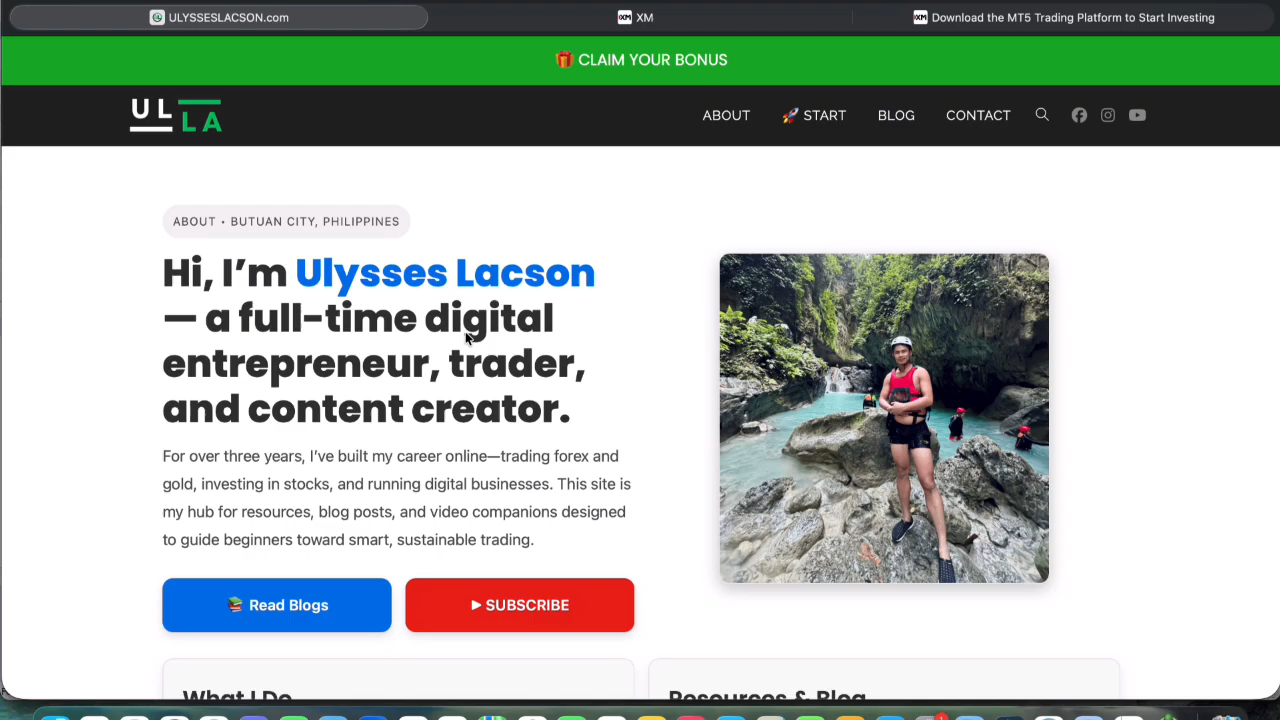 ULYSSESLACSON.com
XM
Download the MT5 Trading Platform to Start Investing
🎁 CLAIM YOUR BONUS
UL LA
ABOUT
🚀 START
BLOG
CONTACT
ABOUT • BUTUAN CITY, PHILIPPINES
Hi, I’m Ulysses Lacson
— a full-time digital
entrepreneur, trader,
and content creator.
For over three years, I’ve built my career online—trading forex and
gold, investing in stocks, and running digital businesses. This site is
my hub for resources, blog posts, and video companions designed
to guide beginners toward smart, sustainable trading.
📚 Read Blogs
▶ SUBSCRIBE
What I Do
Resources & Blog